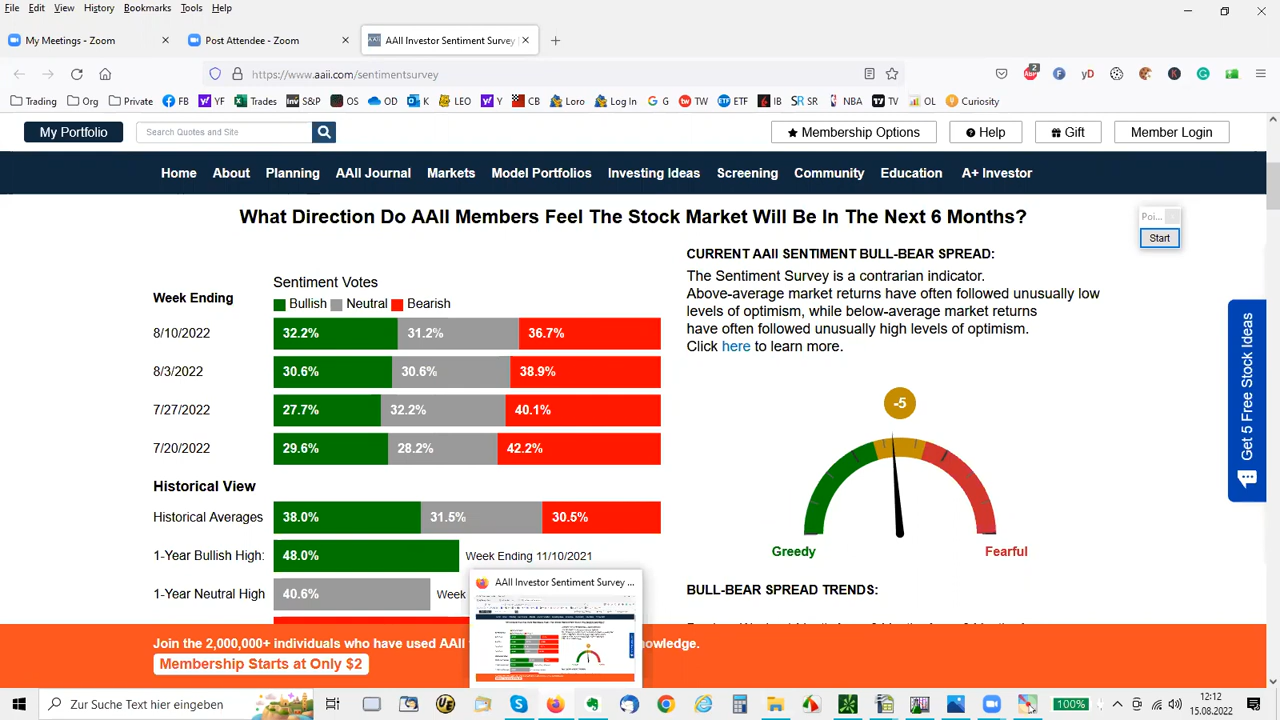 File Edit View History Bookmarks Tools Help
My Meetings - Zoom
Post Attendee - Zoom
AAII Investor Sentiment Survey |
https://www.aaii.com/sentimentsurvey
2
yD
Trading Org Private FB YF Trades S&P OS OD K LEO Y CB Loro Log In G TW ETF IB SR NBA TV OL Curiosity
My Portfolio
Search Quotes and Site
Membership Options
Help
Gift
Member Login
Home About Planning AAII Journal Markets Model Portfolios Investing Ideas Screening Community Education A+ Investor
What Direction Do AAII Members Feel The Stock Market Will Be In The Next 6 Months?
Poi...
Start
Sentiment Votes
Week Ending
Bullish Neutral Bearish
8/10/2022 32.2% 31.2% 36.7%
8/3/2022 30.6% 30.6% 38.9%
7/27/2022 27.7% 32.2% 40.1%
7/20/2022 29.6% 28.2% 42.2%
Historical View
Historical Averages 38.0% 31.5% 30.5%
1-Year Bullish High: 48.0% Week Ending 11/10/2021
1-Year Neutral High 40.6% Week
CURRENT AAII SENTIMENT BULL-BEAR SPREAD:
The Sentiment Survey is a contrarian indicator.
Above-average market returns have often followed unusually low
levels of optimism, while below-average market returns
have often followed unusually high levels of optimism.
Click here to learn more.
-5
Greedy
Fearful
BULL-BEAR SPREAD TRENDS:
Get 5 Free Stock Ideas
AAII Investor Sentiment Survey ...
Join the 2,000,000+ individuals who have used AAII
nowledge.
Membership Starts at Only $2
Zur Suche Text hier eingeben
100%
12:12
15.08.2022